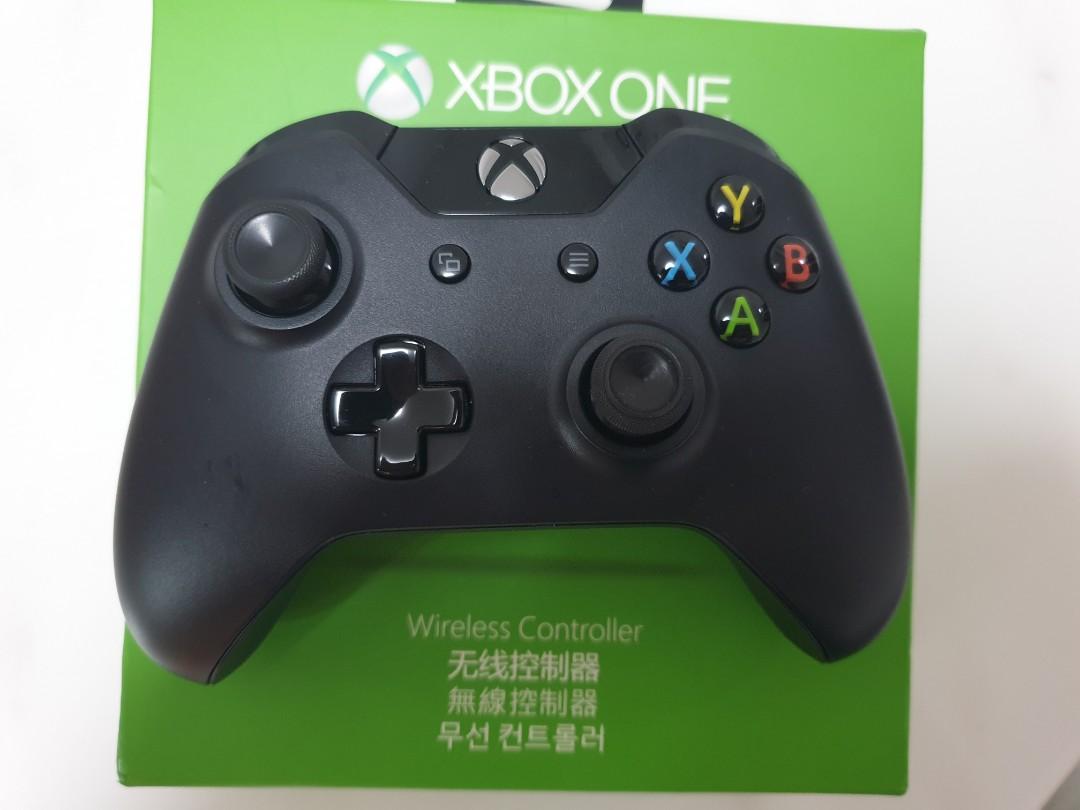 XBOX ONE
Y
X B
A
Wireless Controller
无线控制器
無線控制器
무선 컨트롤러